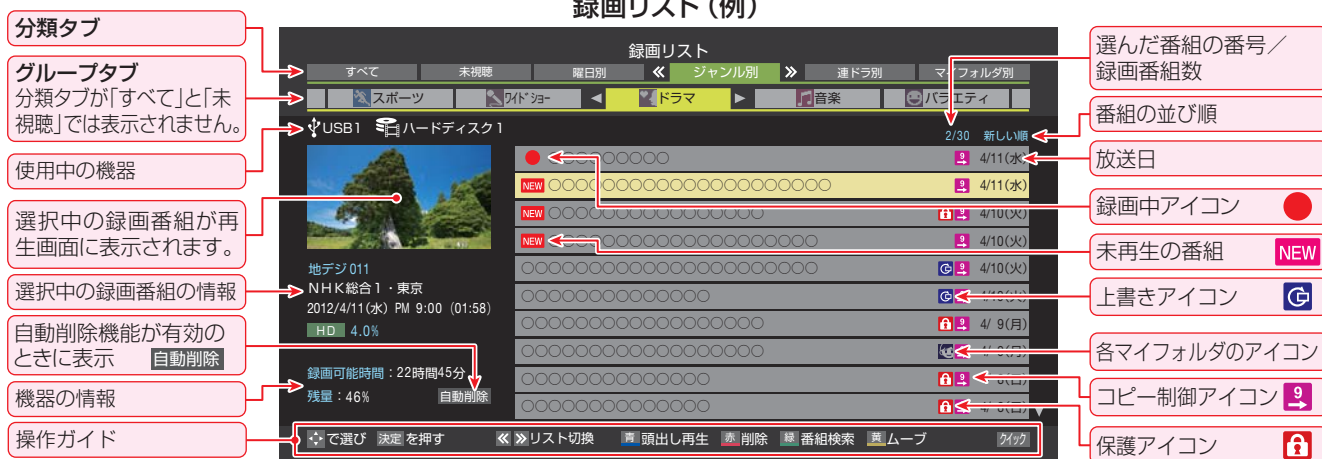 録画リスト(例)
分類タブ
グループタブ
分類タブが「すべて」と「未
視聴」では表示されません。
使用中の機器
選択中の録画番組が再
生画面に表示されます。
選択中の録画番組の情報
自動削除機能が有効の
ときに表示 自動削除
機器の情報
操作ガイド
録画リスト
すべて 未視聴 曜日別 ≪ ジャンル別 ≫ 連ドラ別 マイフォルダ別
スポーツ ワイドショー ◀ ドラマ ▶ 音楽 バラエティ
USB1 ハードディスク1
2/30 新しい順
○○○○○○○○○ 9 4/11(水)
NEW ○○○○○○○○○○○○○○○○○○○○○ 9 4/11(水)
NEW ○○○○○○○○○○○○○○○○ 9 4/10(火)
NEW ○○○○○○○○○○○○○○○○○○○○ 9 4/10(火)
○○○○○○○○○○○○○○○○○○○○○○ 9 4/10(火)
○○○○○○○○○○○○○○
○○○○○○○○○○○○○○○○○○ 9 4/ 9(月)
○○○○○○○○○○○○○○○○○○
○○○○○○○○○○○○○○ 9
○○○○○○○○○○○○○○
地デジ011
NHK総合1・東京
2012/4/11(水) PM 9:00 (01:58)
HD 4.0%
録画可能時間:22時間45分
残量:46% 自動削除
で選び 決定 を押す ≪ ≫リスト切換 青 頭出し再生 赤 削除 緑 番組検索 黄 ムーブ クイック
選んだ番組の番号/
録画番組数
番組の並び順
放送日
録画中アイコン
未再生の番組 NEW
上書きアイコン
各マイフォルダのアイコン
コピー制御アイコン 9
保護アイコン